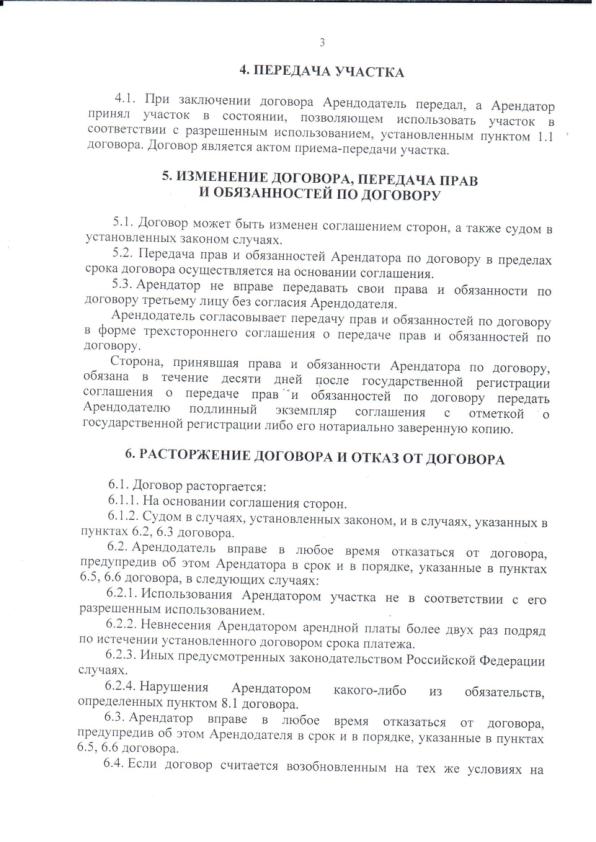 3
4. ПЕРЕДАЧА УЧАСТКА
4.1. При заключении договора Арендодатель передал, а Арендатор
принял участок в состоянии, позволяющем использовать участок в
соответствии с разрешенным использованием, установленным пунктом 1.1
договора. Договор является актом приема-передачи участка.
5. ИЗМЕНЕНИЕ ДОГОВОРА, ПЕРЕДАЧА ПРАВ
И ОБЯЗАННОСТЕЙ ПО ДОГОВОРУ
5.1. Договор может быть изменен соглашением сторон, а также судом в
установленных законом случаях.
5.2. Передача прав и обязанностей Арендатора по договору в пределах
срока договора осуществляется на основании соглашения.
5.3. Арендатор не вправе передавать свои права и обязанности по
договору третьему лицу без согласия Арендодателя.
Арендодатель согласовывает передачу прав и обязанностей по договору
в форме трехстороннего соглашения о передаче прав и обязанностей по
договору.
Сторона, принявшая права и обязанности Арендатора по договору,
обязана в течение десяти дней после государственной регистрации
соглашения о передаче прав и обязанностей по договору передать
Арендодателю подлинный экземпляр соглашения с отметкой о
государственной регистрации либо его нотариально заверенную копию.
6. РАСТОРЖЕНИЕ ДОГОВОРА И ОТКАЗ ОТ ДОГОВОРА
6.1. Договор расторгается:
6.1.1. На основании соглашения сторон.
6.1.2. Судом в случаях, установленных законом, и в случаях, указанных в
пунктах 6.2, 6.3 договора.
6.2. Арендодатель вправе в любое время отказаться от договора,
предупредив об этом Арендатора в срок и в порядке, указанные в пунктах
6.5, 6.6 договора, в следующих случаях:
6.2.1. Использования Арендатором участка не в соответствии с его
разрешенным использованием.
6.2.2. Невнесения Арендатором арендной платы более двух раз подряд
по истечении установленного договором срока платежа.
6.2.3. Иных предусмотренных законодательством Российской Федерации
случаях.
6.2.4. Нарушения Арендатором какого-либо из обязательств,
определенных пунктом 8.1 договора.
6.3. Арендатор вправе в любое время отказаться от договора,
предупредив об этом Арендодателя в срок и в порядке, указанные в пунктах
6.5, 6.6 договора.
6.4. Если договор считается возобновленным на тех же условиях на